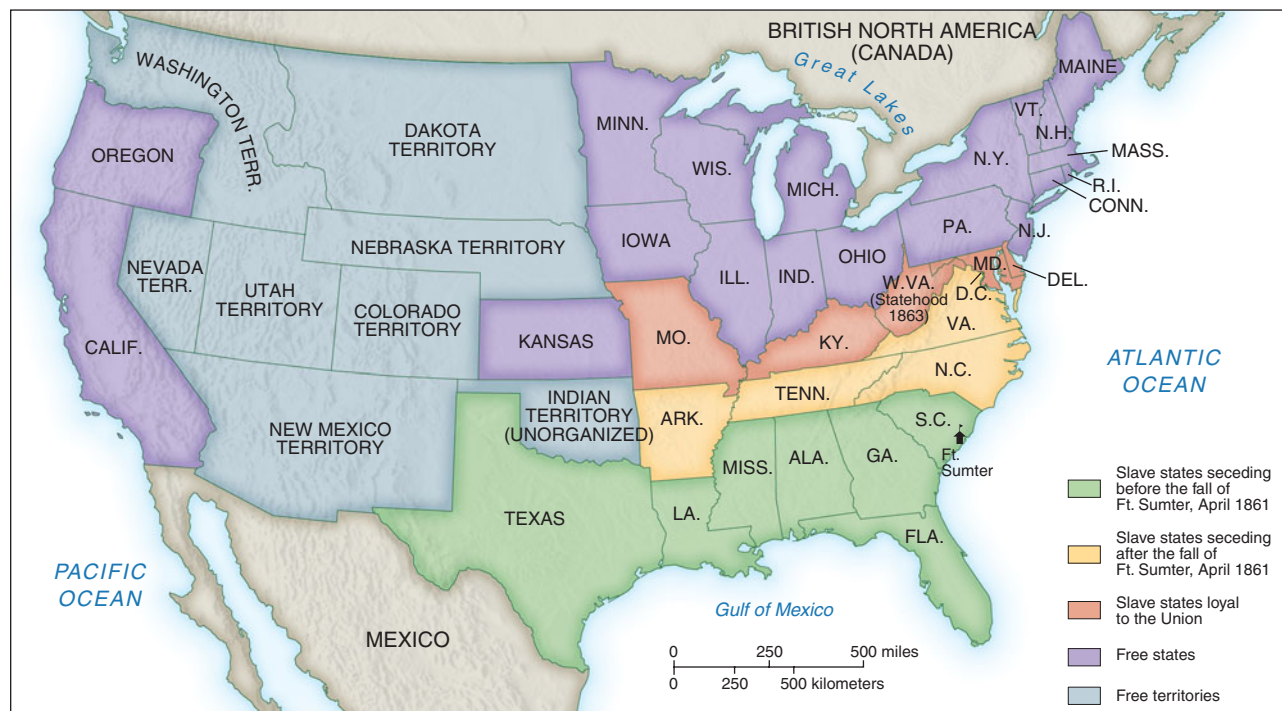 BRITISH NORTH AMERICA
(CANADA)
Great Lakes
WASHINGTON TERR.
OREGON
DAKOTA
TERRITORY
MINN.
WIS.
MICH.
MAINE
VT.
N.H.
N.Y.
MASS.
R.I.
CONN.
NEBRASKA TERRITORY
IOWA
ILL.
IND.
OHIO
PA.
N.J.
NEVADA
TERR.
UTAH
TERRITORY
COLORADO
TERRITORY
CALIF.
KANSAS
MO.
KY.
W.VA.
(Statehood
1863)
MD.
D.C.
DEL.
VA.
N.C.
TENN.
ARK.
INDIAN
TERRITORY
(UNORGANIZED)
NEW MEXICO
TERRITORY
TEXAS
LA.
MISS.
ALA.
GA.
S.C.
Ft.
Sumter
FLA.
ATLANTIC
OCEAN
PACIFIC
OCEAN
MEXICO
Gulf of Mexico
0 250 500 miles
0 250 500 kilometers
Slave states seceding
before the fall of
Ft. Sumter, April 1861
Slave states seceding
after the fall of
Ft. Sumter, April 1861
Slave states loyal
to the Union
Free states
Free territories